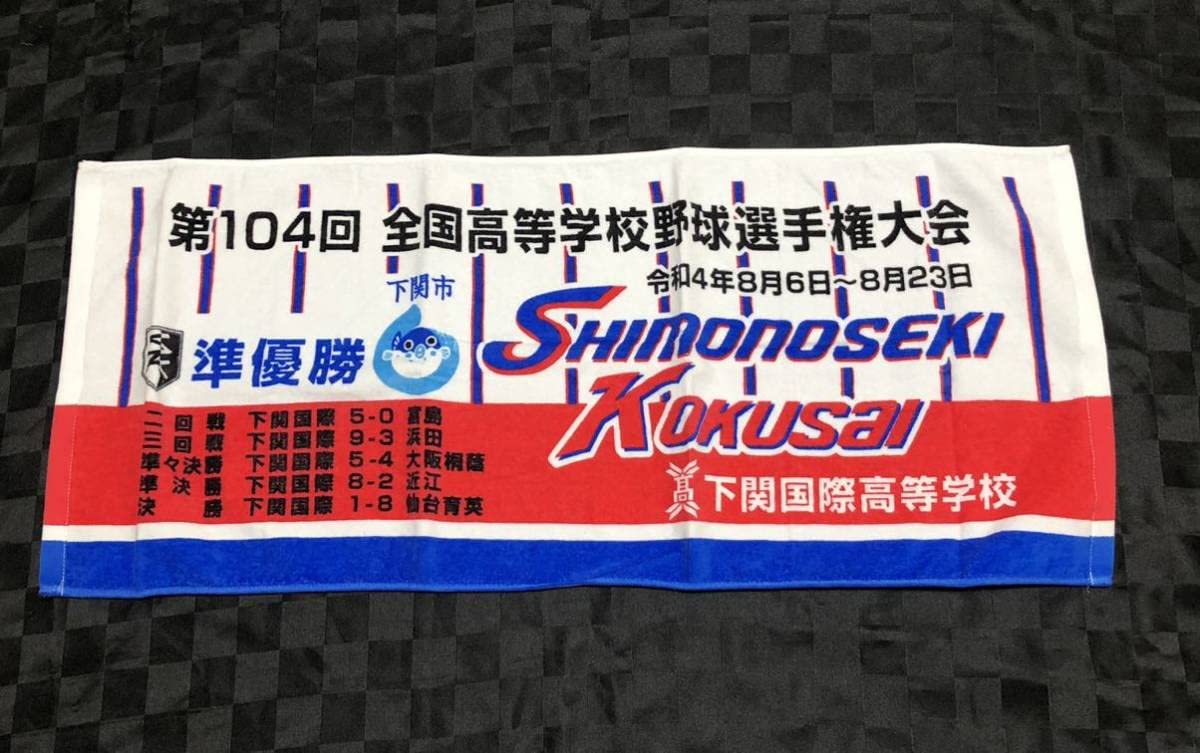 第104回 全国高等学校野球選手権大会
令和4年8月6日～8月23日
下関市
準優勝
SHIMONOSEKI
KOKUSAI
二回戦 下関国際 5-0 富島
三回戦 下関国際 9-3 浜田
準々決勝 下関国際 5-4 大阪桐蔭
準決勝 下関国際 8-2 近江
決勝 下関国際 1-8 仙台育英
高 下関国際高等学校